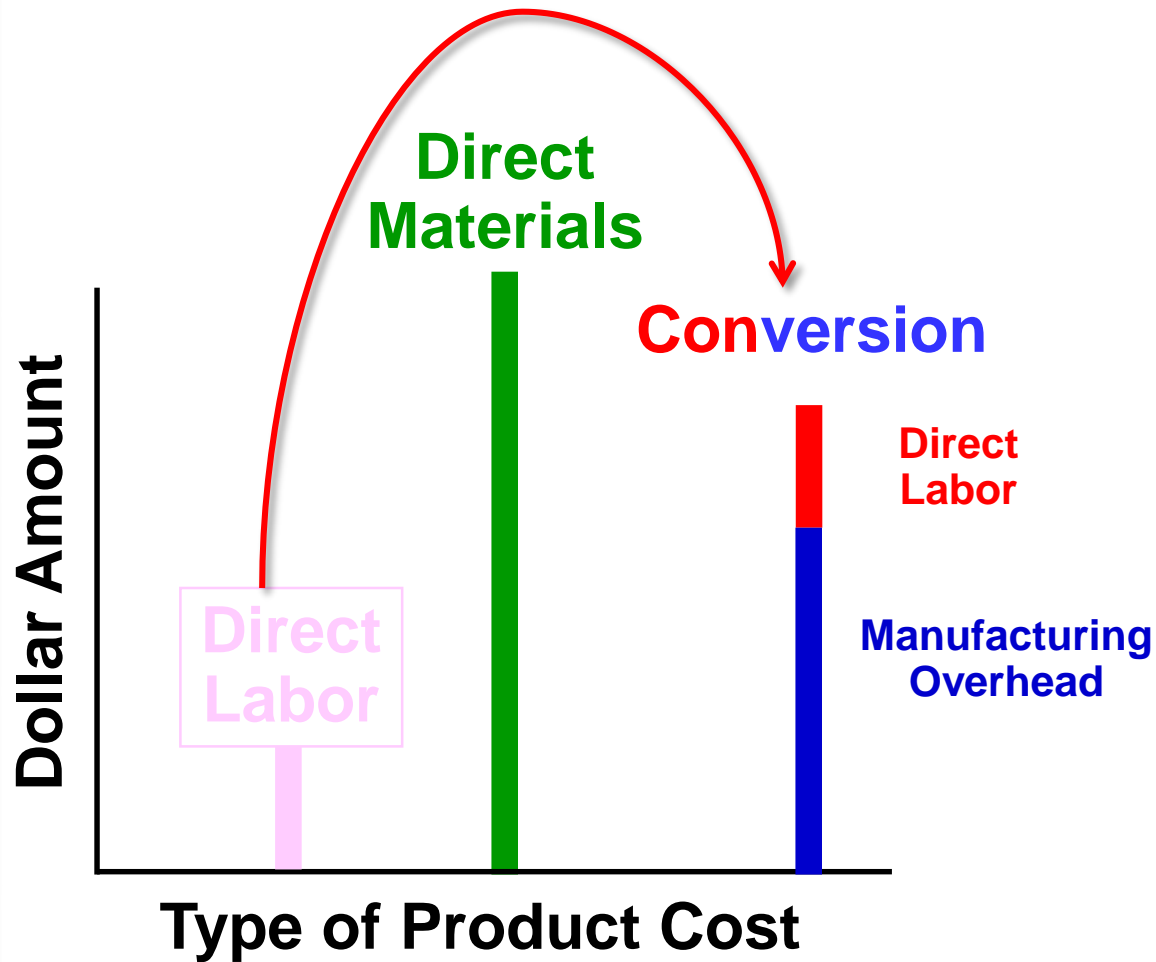 Direct
Materials
Conversion
Direct
Labor
Manufacturing
Overhead
Direct
Labor
Dollar Amount
Type of Product Cost